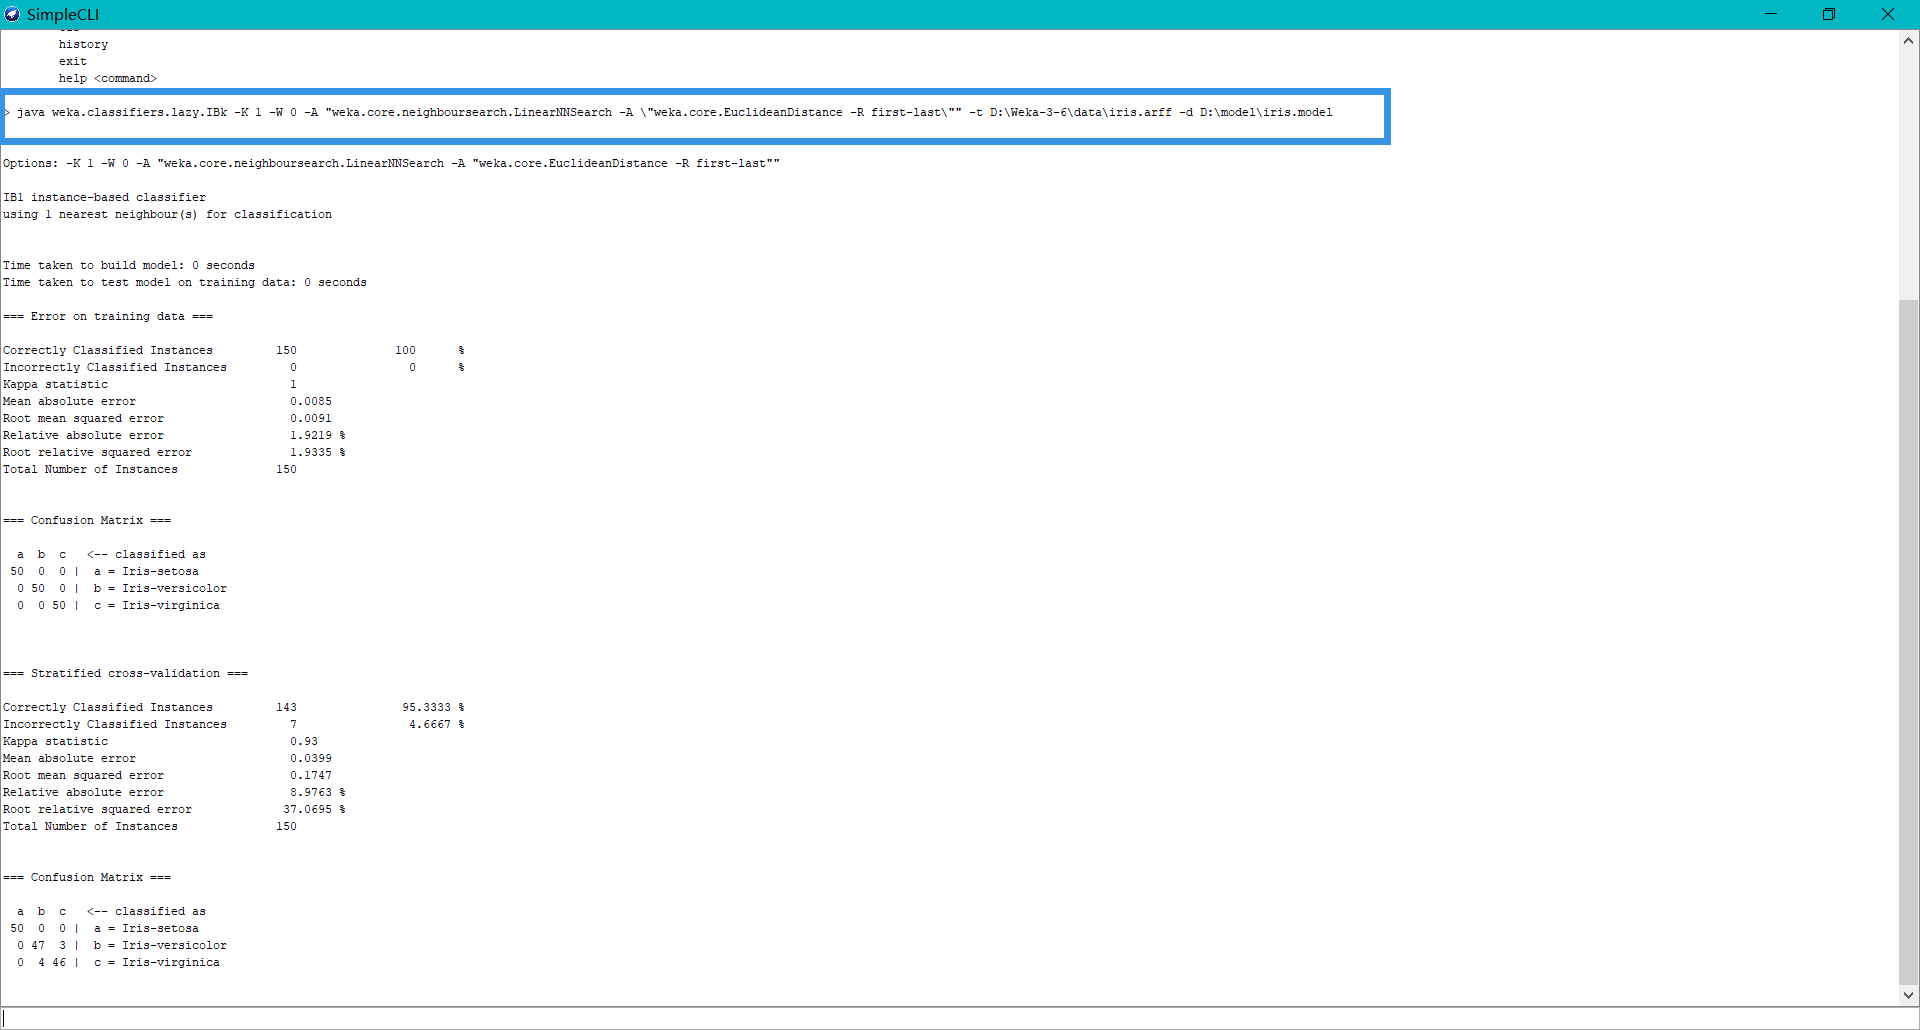 SimpleCLI
history
exit
help <command>
> java weka.classifiers.lazy.IBk -K 1 -W 0 -A "weka.core.neighboursearch.LinearNNSearch -A \"weka.core.EuclideanDistance -R first-last\"" -t D:\Weka-3-6\data\iris.arff -d D:\model\iris.model
Options: -K 1 -W 0 -A "weka.core.neighboursearch.LinearNNSearch -A "weka.core.EuclideanDistance -R first-last""
IB1 instance-based classifier
using 1 nearest neighbour(s) for classification
Time taken to build model: 0 seconds
Time taken to test model on training data: 0 seconds
=== Error on training data ===
Correctly Classified Instances         150              100      %
Incorrectly Classified Instances         0                0      %
Kappa statistic                          1
Mean absolute error                      0.0085
Root mean squared error                  0.0091
Relative absolute error                  1.9219 %
Root relative squared error              1.9335 %
Total Number of Instances              150
=== Confusion Matrix ===
  a  b  c   <-- classified as
 50  0  0 |  a = Iris-setosa
  0 50  0 |  b = Iris-versicolor
  0  0 50 |  c = Iris-virginica
=== Stratified cross-validation ===
Correctly Classified Instances         143               95.3333 %
Incorrectly Classified Instances         7                4.6667 %
Kappa statistic                          0.93
Mean absolute error                      0.0399
Root mean squared error                  0.1747
Relative absolute error                  8.9763 %
Root relative squared error             37.0695 %
Total Number of Instances              150
=== Confusion Matrix ===
  a  b  c   <-- classified as
 50  0  0 |  a = Iris-setosa
  0 47  3 |  b = Iris-versicolor
  0  4 46 |  c = Iris-virginica